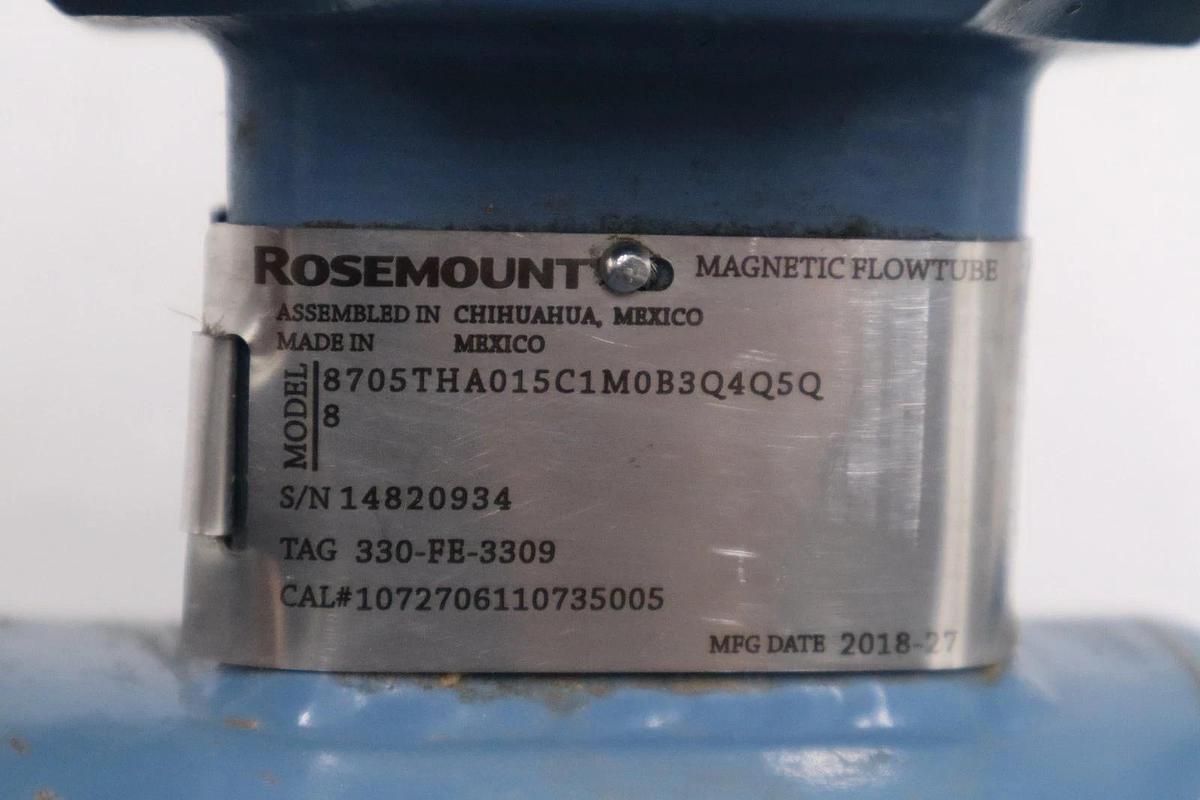 ROSEMOUNT MAGNETIC FLOWTUBE
ASSEMBLED IN CHIHUAHUA, MEXICO
MADE IN MEXICO
MODEL 8705THA015C1M0B3Q4Q5Q
8
S/N 14820934
TAG 330-FE-3309
CAL#1072706110735005
MFG DATE 2018-27